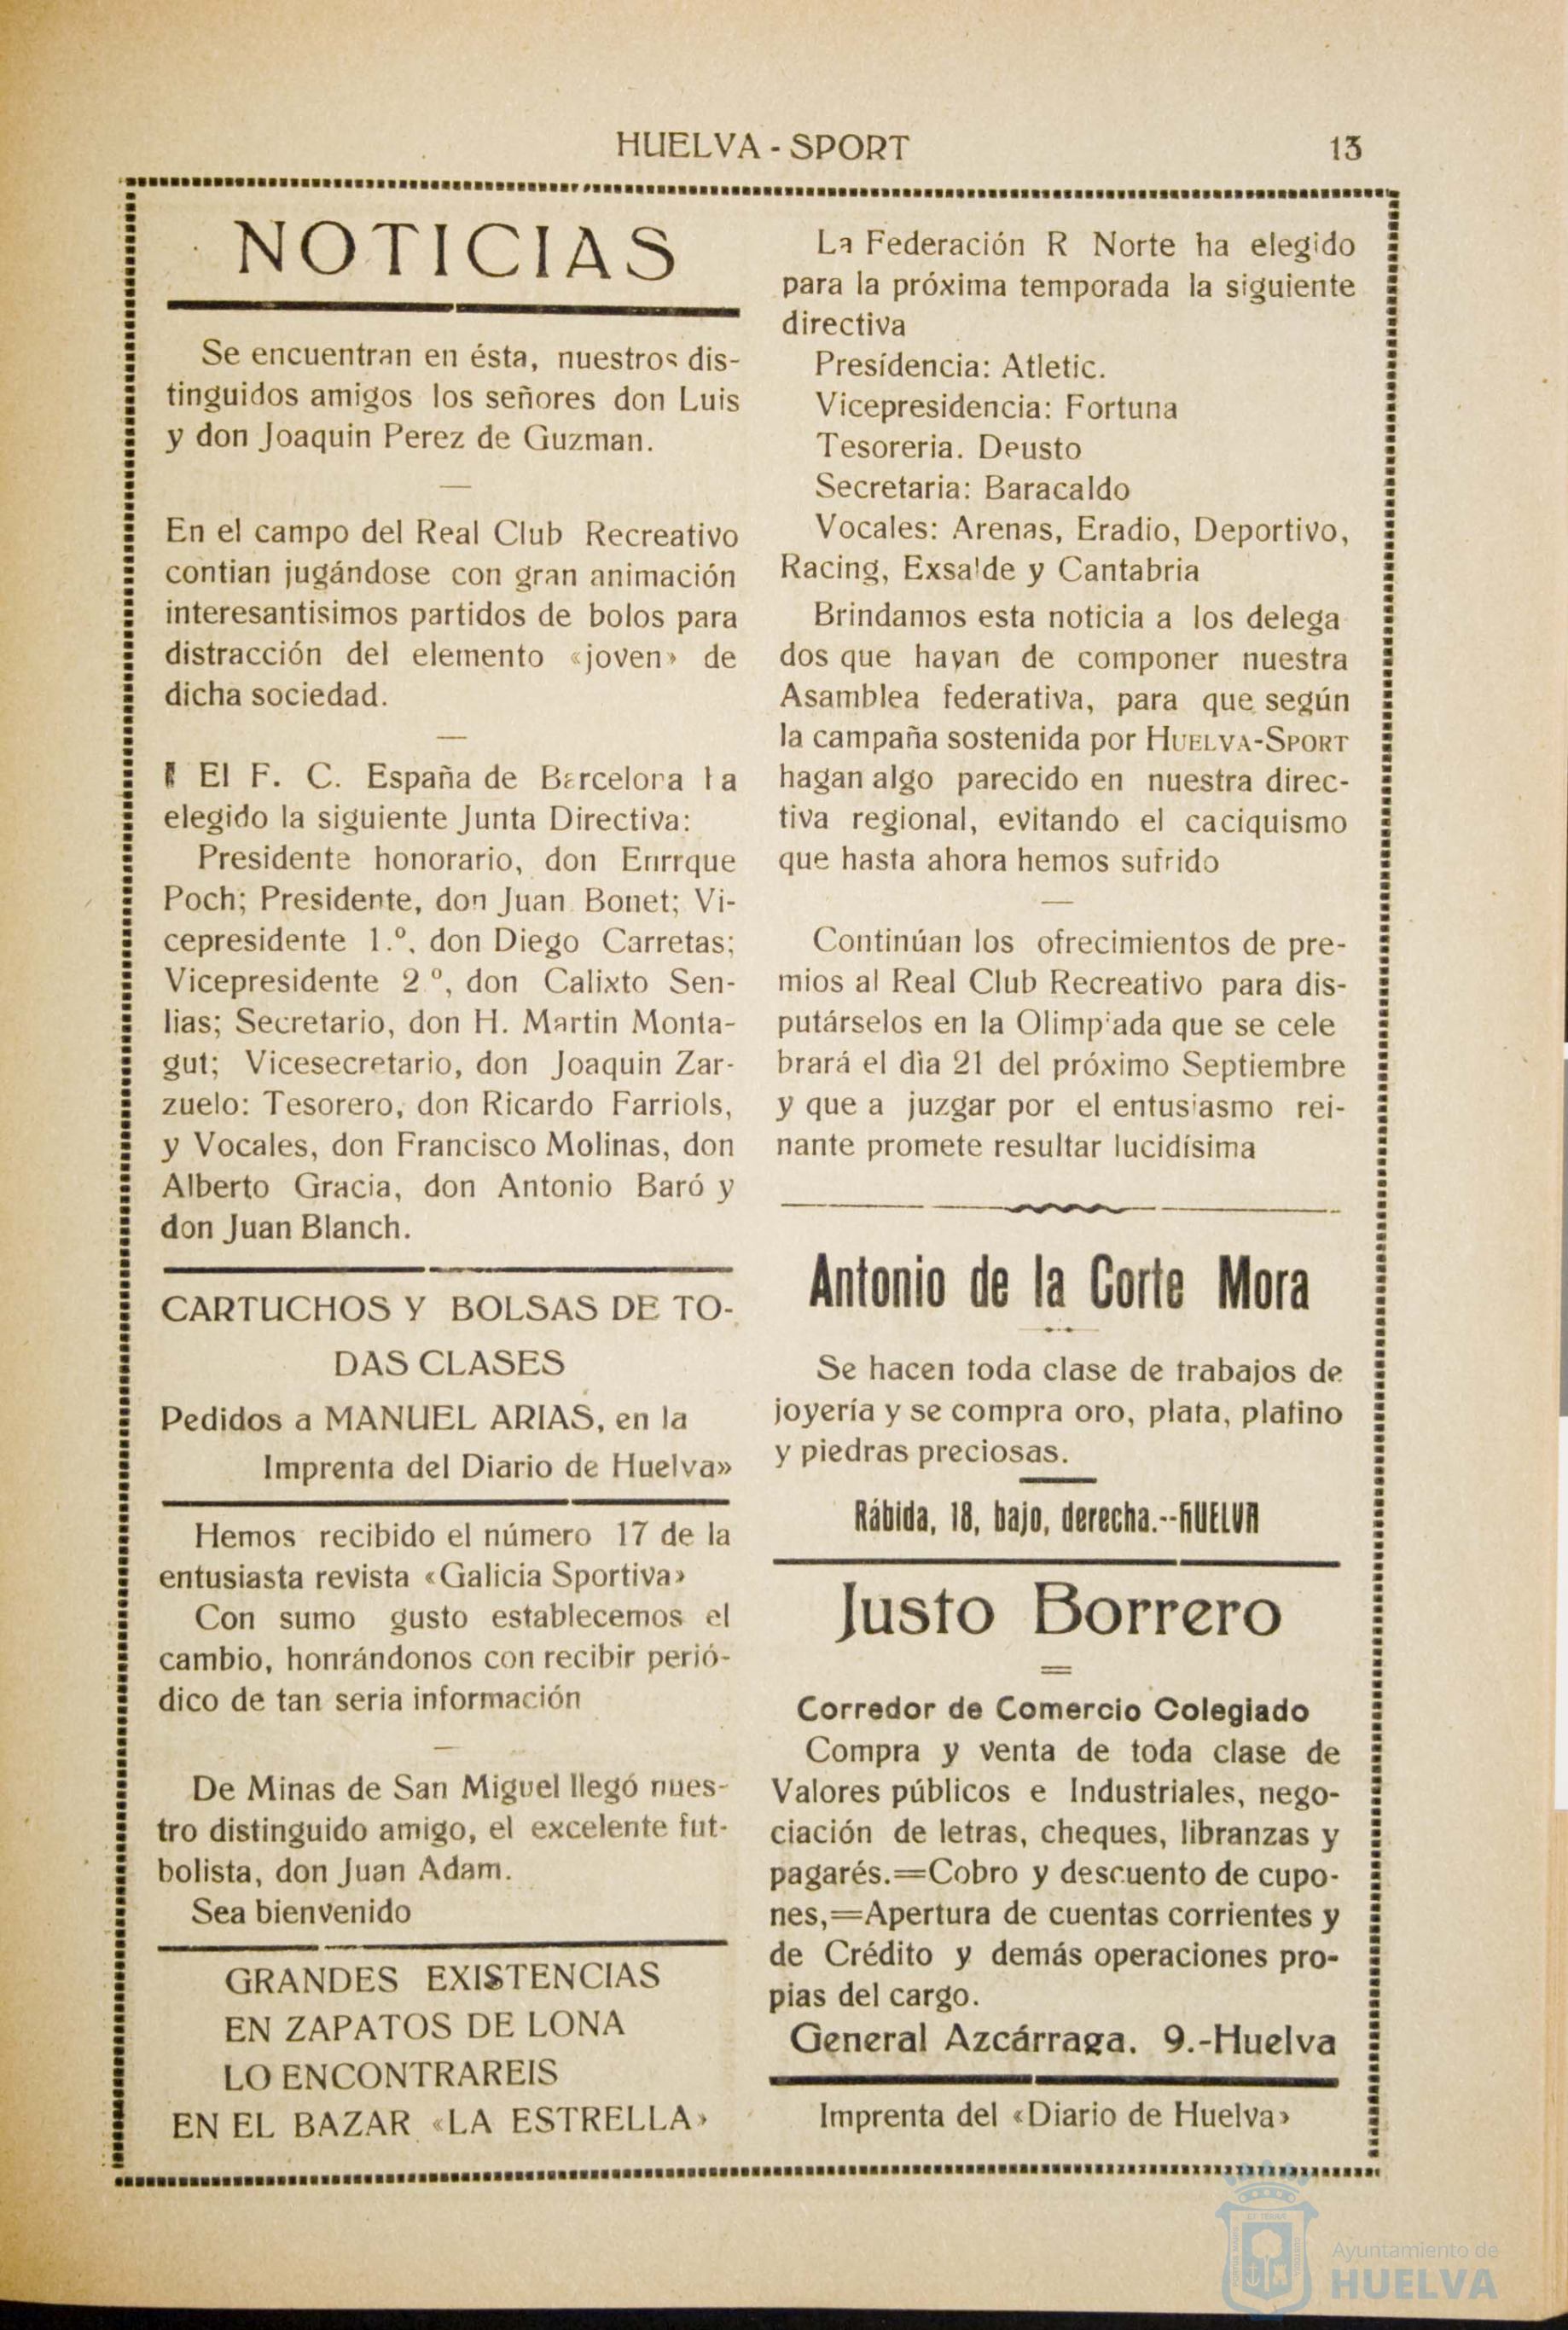 HUELVA - SPORT
13
NOTICIAS
Se encuentran en ésta, nuestros dis-
tinguidos amigos los señores don Luis
y don Joaquin Perez de Guzman.
En el campo del Real Club Recreativo
contian jugándose con gran animación
interesantisimos partidos de bolos para
distracción del elemento «joven» de
dicha sociedad.
El F. C. España de Barcelona ha
elegido la siguiente Junta Directiva:
Presidente honorario, don Enrrque
Poch; Presidente, don Juan Bonet; Vi-
cepresidente 1.º, don Diego Carretas;
Vicepresidente 2 º, don Calixto Sen-
lias; Secretario, don H. Martin Monta-
gut; Vicesecretario, don Joaquin Zar-
zuelo: Tesorero, don Ricardo Farriols,
y Vocales, don Francisco Molinas, don
Alberto Gracia, don Antonio Baró y
don Juan Blanch.
CARTUCHOS Y BOLSAS DE TO-
DAS CLASES
Pedidos a MANUEL ARIAS, en la
Imprenta del Diario de Huelva»
Hemos recibido el número 17 de la
entusiasta revista «Galicia Sportiva»
Con sumo gusto establecemos el
cambio, honrándonos con recibir perió-
dico de tan seria información
De Minas de San Miguel llegó nues-
tro distinguido amigo, el excelente fut-
bolista, don Juan Adam.
Sea bienvenido
GRANDES EXISTENCIAS
EN ZAPATOS DE LONA
LO ENCONTRAREIS
EN EL BAZAR «LA ESTRELLA»
La Federación R Norte ha elegido
para la próxima temporada la siguiente
directiva
Presídencia: Atletic.
Vicepresidencia: Fortuna
Tesoreria. Deusto
Secretaria: Baracaldo
Vocales: Arenas, Eradio, Deportivo,
Racing, Exsalde y Cantabria
Brindamos esta noticia a los delega
dos que hayan de componer nuestra
Asamblea federativa, para que según
la campaña sostenida por HUELVA-SPORT
hagan algo parecido en nuestra direc-
tiva regional, evitando el caciquismo
que hasta ahora hemos sufrido
Continúan los ofrecimientos de pre-
mios al Real Club Recreativo para dis-
putárselos en la Olimpiada que se cele
brará el dia 21 del próximo Septiembre
y que a juzgar por el entusiasmo rei-
nante promete resultar lucidísima
Antonio de la Corte Mora
Se hacen toda clase de trabajos de
joyería y se compra oro, plata, platino
y piedras preciosas.
Rábida, 18, bajo, derecha.--HUELVA
Justo Borrero
Corredor de Comercio Colegiado
Compra y venta de toda clase de
Valores públicos e Industriales, nego-
ciación de letras, cheques, libranzas y
pagarés.=Cobro y descuento de cupo-
nes,=Apertura de cuentas corrientes y
de Crédito y demás operaciones pro-
pias del cargo.
General Azcárraga. 9.-Huelva
Imprenta del «Diario de Huelva»
Ayuntamiento de
HUELVA